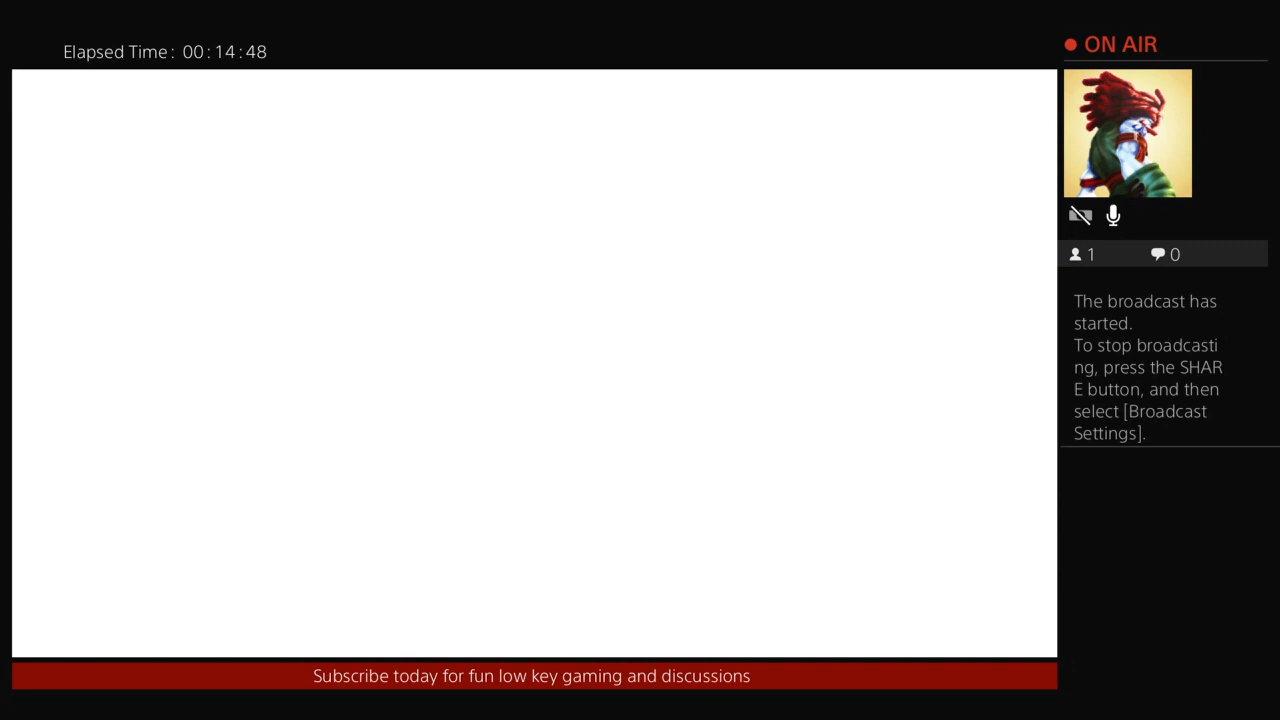 Elapsed Time: 00:14:48
ON AIR
1 0
The broadcast has
started.
To stop broadcasti
ng, press the SHAR
E button, and then
select [Broadcast
Settings].
Subscribe today for fun low key gaming and discussions